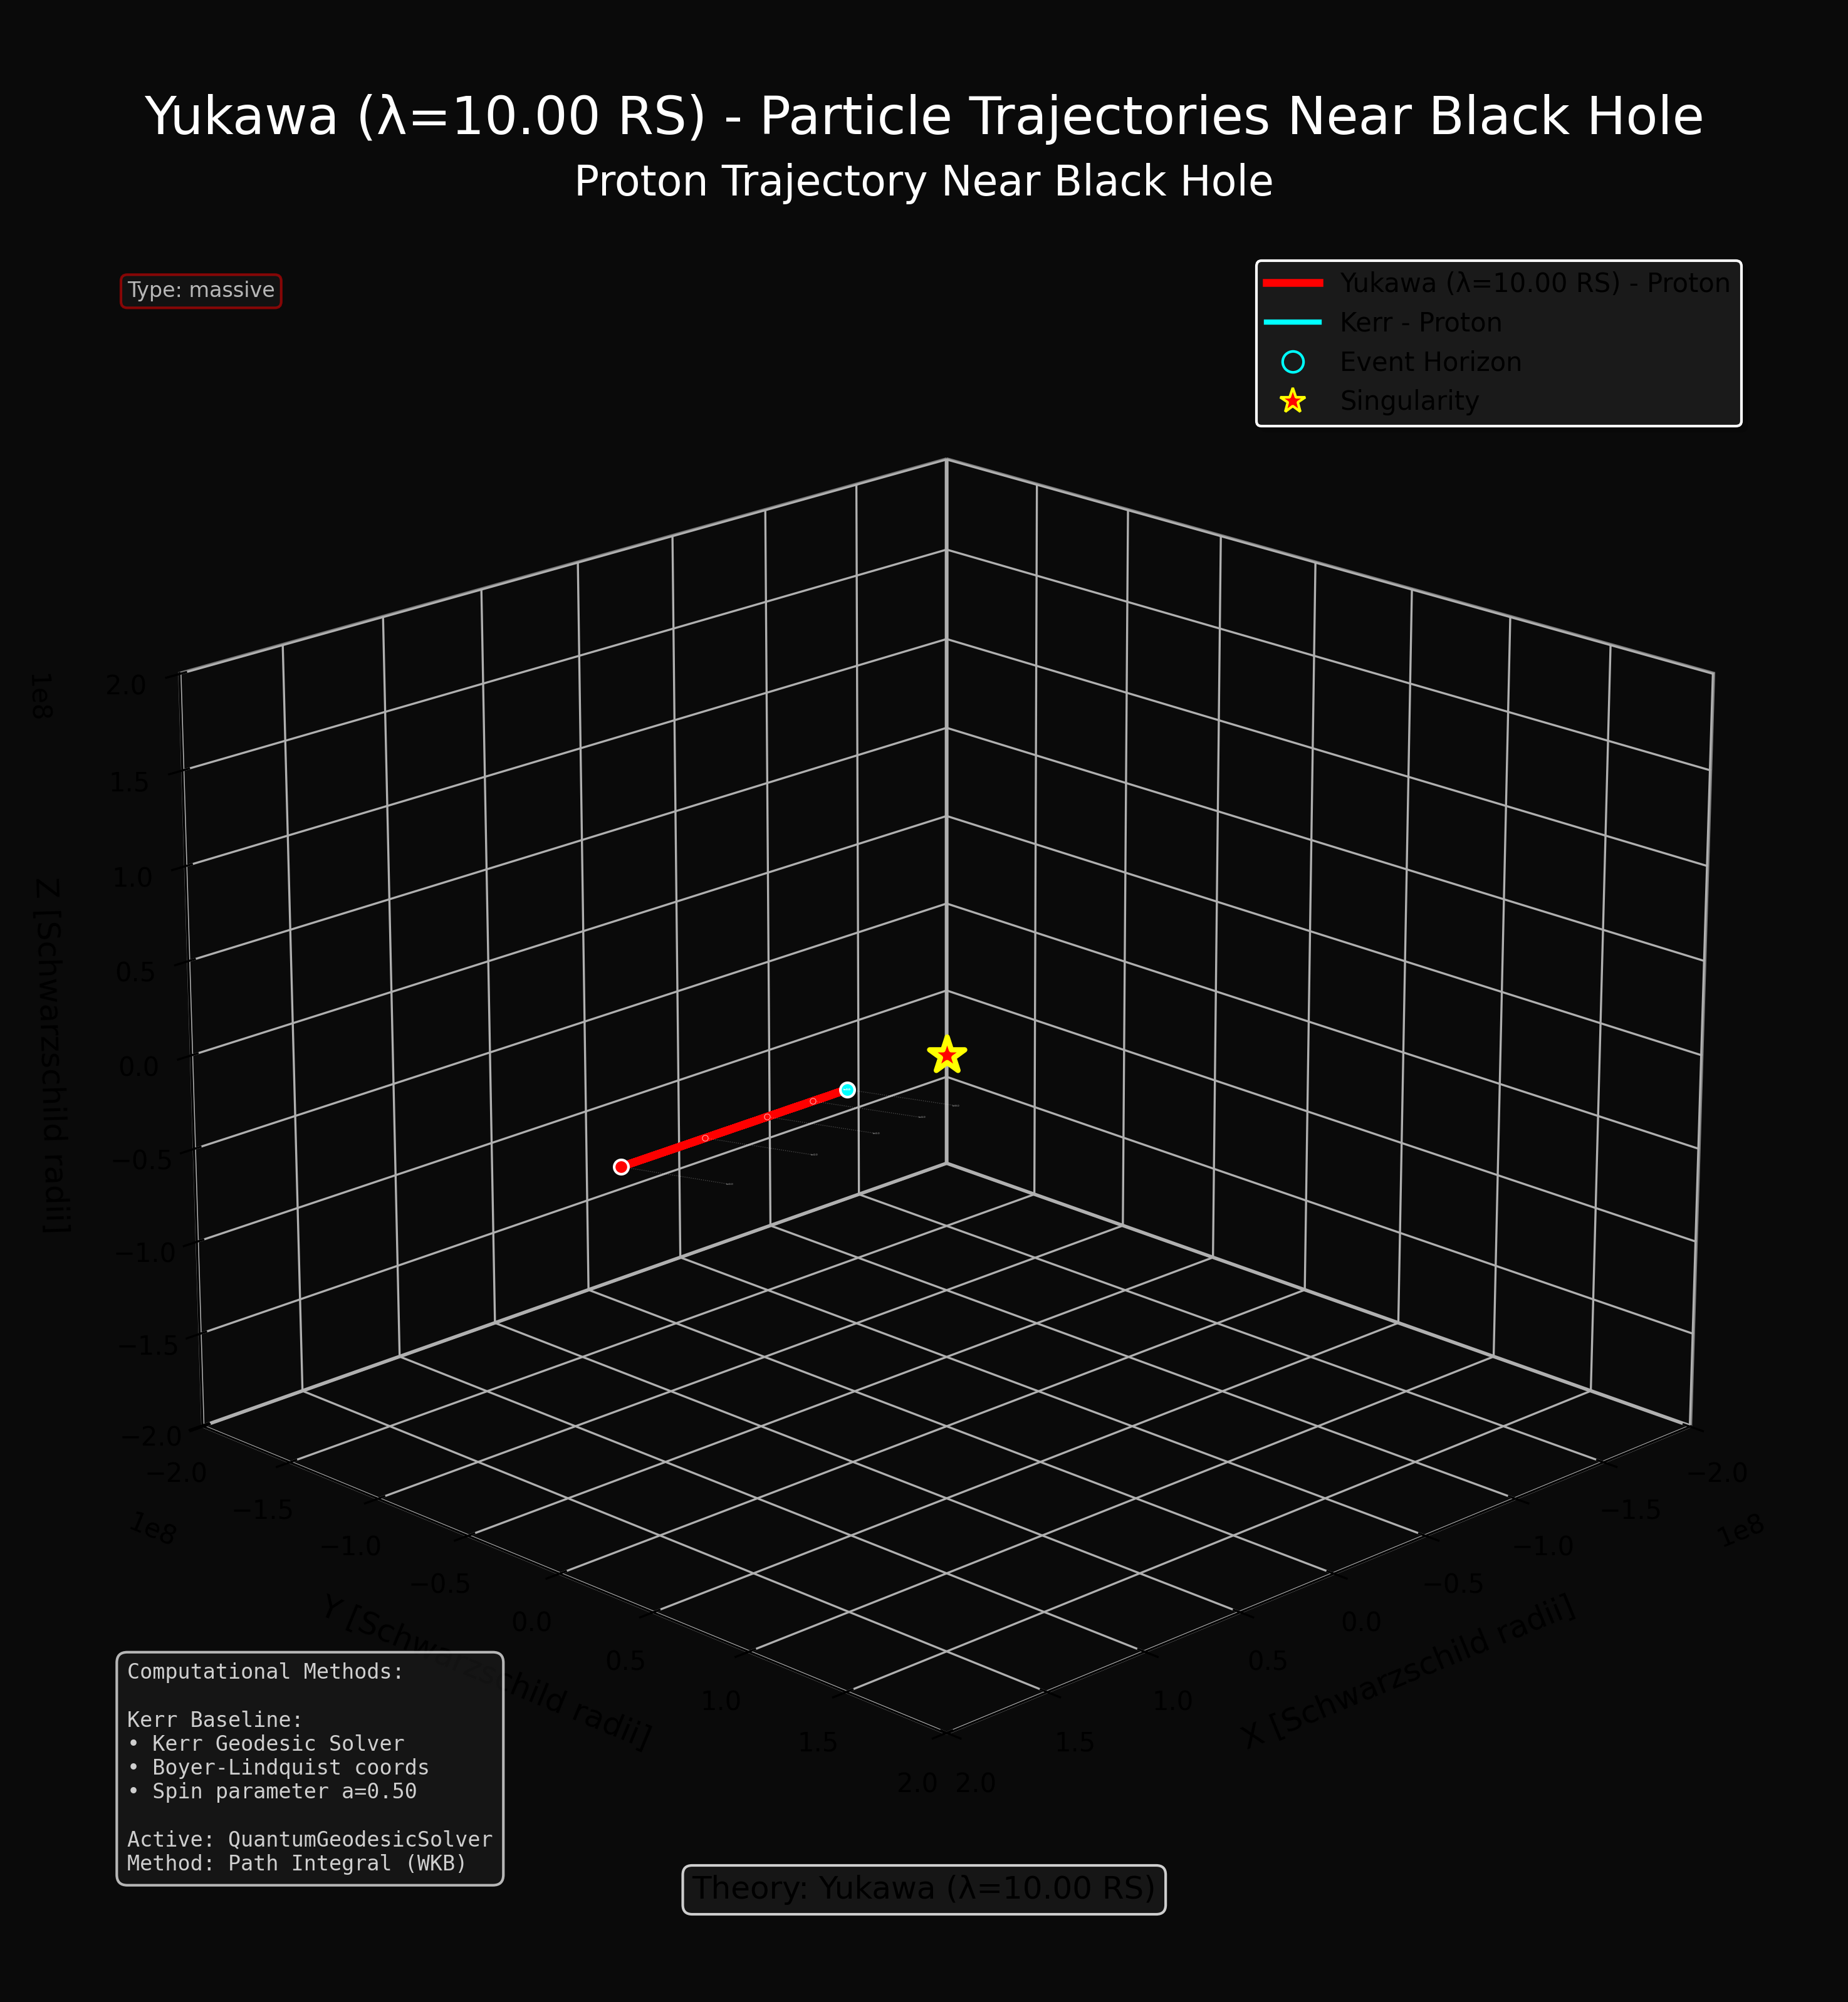 Yukawa (λ=10.00 RS) - Particle Trajectories Near Black Hole
Proton Trajectory Near Black Hole
Type: massive
Yukawa (λ=10.00 RS) - Proton
Kerr - Proton
Event Horizon
Singularity
1e8
2.0
1.5
1.0
0.5
0.0
−0.5
−1.0
−1.5
−2.0
Z [Schwarzschild radii]
−2.0
−1.5
−1.0
−0.5
0.0
0.5
1.0
1.5
2.0
1e8
Y [Schwarzschild radii]
2.0
1.5
1.0
0.5
0.0
−0.5
−1.0
−1.5
−2.0
1e8
X [Schwarzschild radii]
Computational Methods:
Kerr Baseline:
• Kerr Geodesic Solver
• Boyer-Lindquist coords
• Spin parameter a=0.50
Active: QuantumGeodesicSolver
Method: Path Integral (WKB)
Theory: Yukawa (λ=10.00 RS)